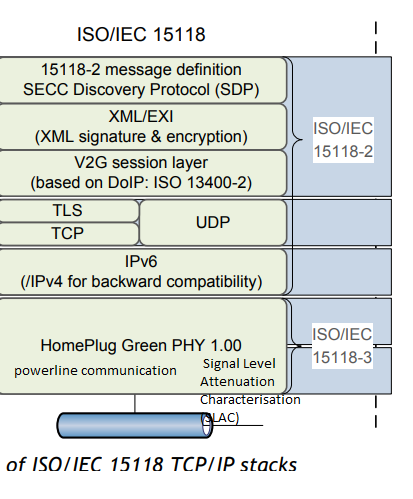 ISO/IEC 15118
15118-2 message definition
SECC Discovery Protocol (SDP)
XML/EXI
(XML signature & encryption)
V2G session layer
(based on DoIP: ISO 13400-2)
ISO/IEC
15118-2
TLS
TCP
UDP
IPv6
(/IPv4 for backward compatibility)
HomePlug Green PHY 1.00
powerline communication
Signal Level
Attenuation
Characterisation
(SLAC)
ISO/IEC
15118-3
of ISO/IEC 15118 TCP/IP stacks